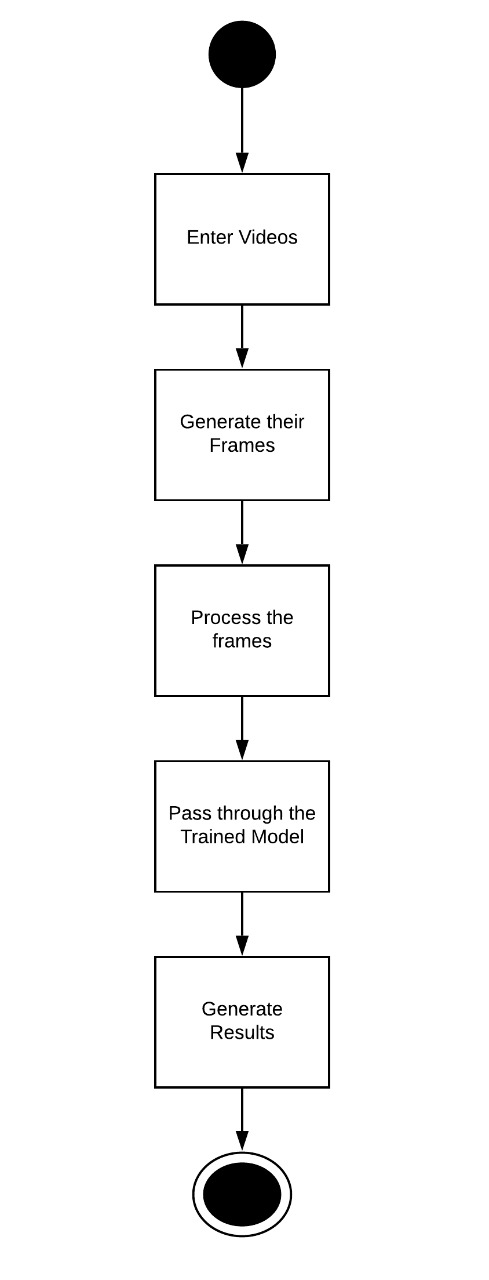 Enter Videos
Generate their
Frames
Process the
frames
Pass through the
Trained Model
Generate
Results